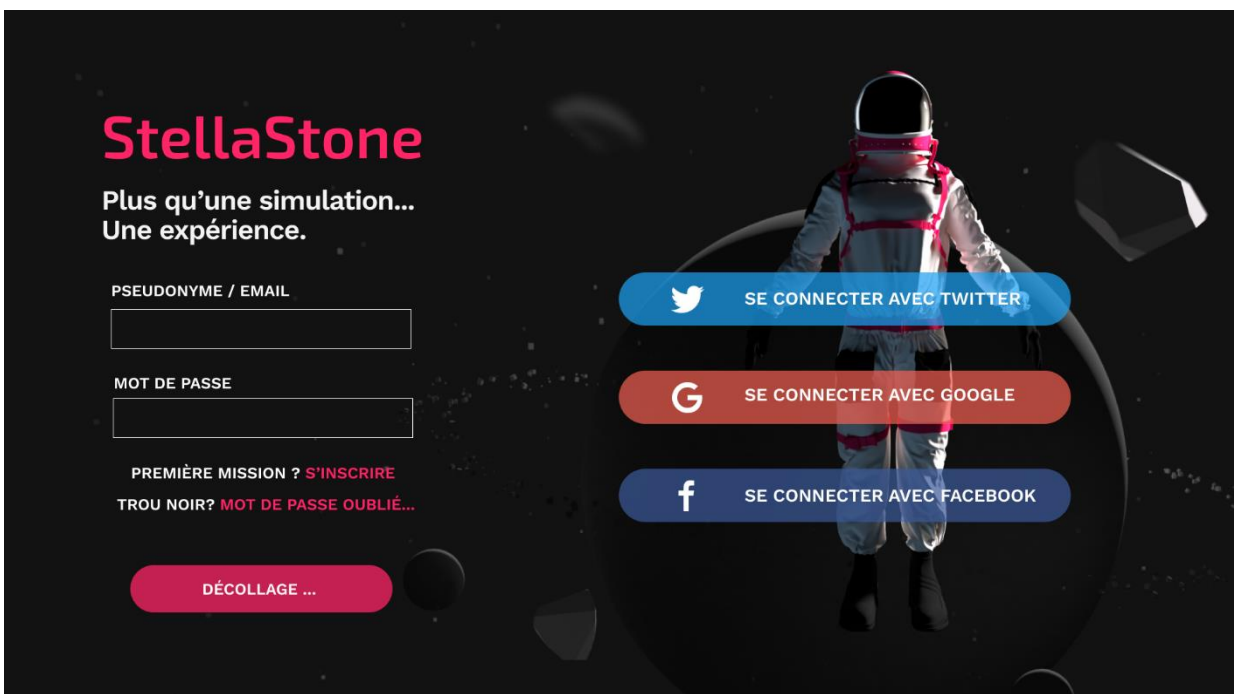 StellaStone
Plus qu’une simulation...
Une expérience.
PSEUDONYME / EMAIL
MOT DE PASSE
PREMIÈRE MISSION ? S’INSCRIRE
TROU NOIR? MOT DE PASSE OUBLIÉ...
DÉCOLLAGE ...
SE CONNECTER AVEC TWITTER
G
SE CONNECTER AVEC GOOGLE
f
SE CONNECTER AVEC FACEBOOK